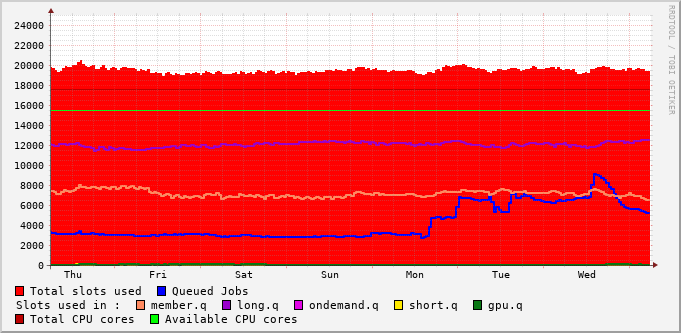 RRDTOOL / TOBI OETIKER
24000
22000
20000
18000
16000
14000
12000
10000
8000
6000
4000
2000
0
Thu Fri Sat Sun Mon Tue Wed
Total slots used Queued Jobs
Slots used in : member.q long.q ondemand.q short.q gpu.q
Total CPU cores Available CPU cores